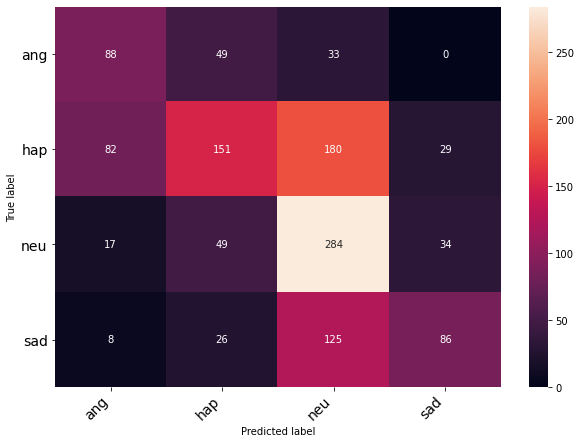 ang 88 49 33 0
hap 82 151 180 29
neu 17 49 284 34
sad 8 26 125 86
ang hap neu sad
True label
Predicted label
250
200
150
100
50
0